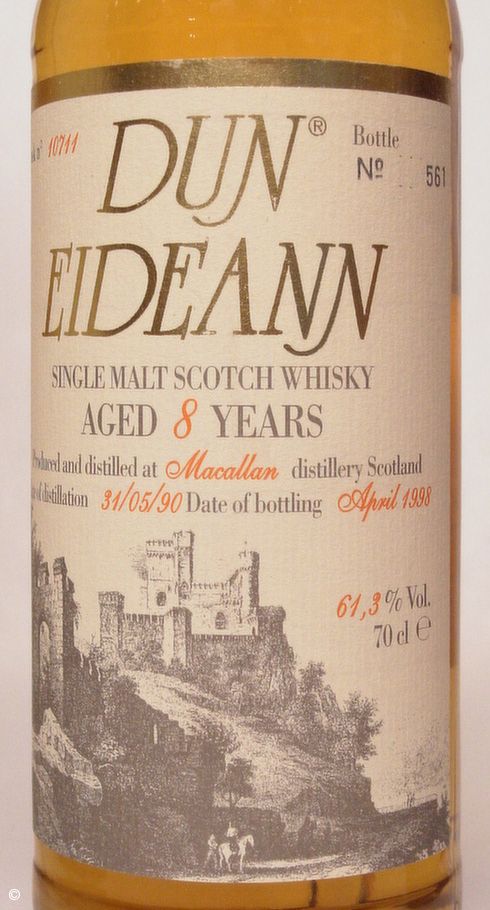 DUN®
n° 10711
Bottle
Nº 561
EIDEANN
SINGLE MALT SCOTCH WHISKY
AGED 8 YEARS
Produced and distilled at Macallan distillery Scotland
of distillation 31/05/90 Date of bottling April 1998
61,3 % Vol.
70 cl ℮
©